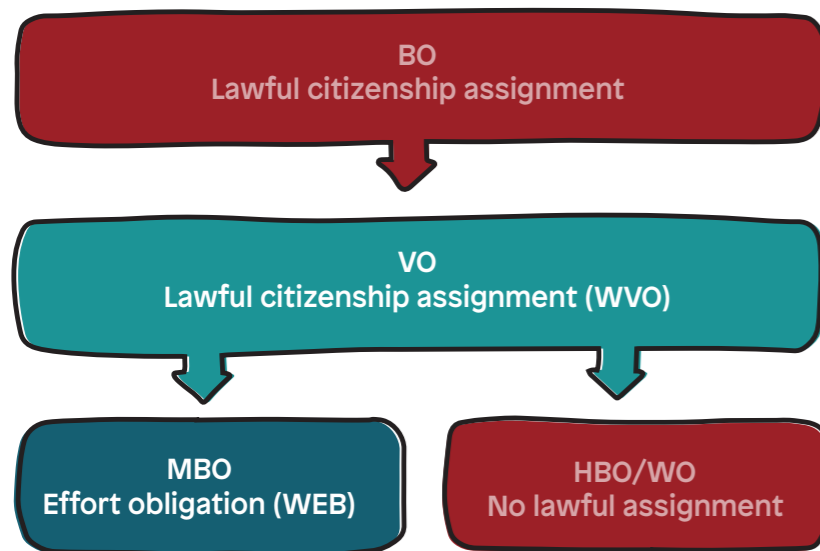 BO
Lawful citizenship assignment
VO
Lawful citizenship assignment (WVO)
MBO
Effort obligation (WEB)
HBO/WO
No lawful assignment